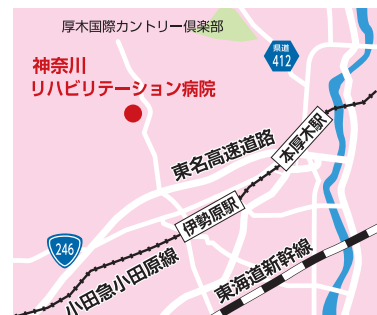 厚木国際カントリー倶楽部
県道
412
神奈川
リハビリテーション病院
本厚木駅
東名高速道路
伊勢原駅
246
小田急小田原線
東海道新幹線